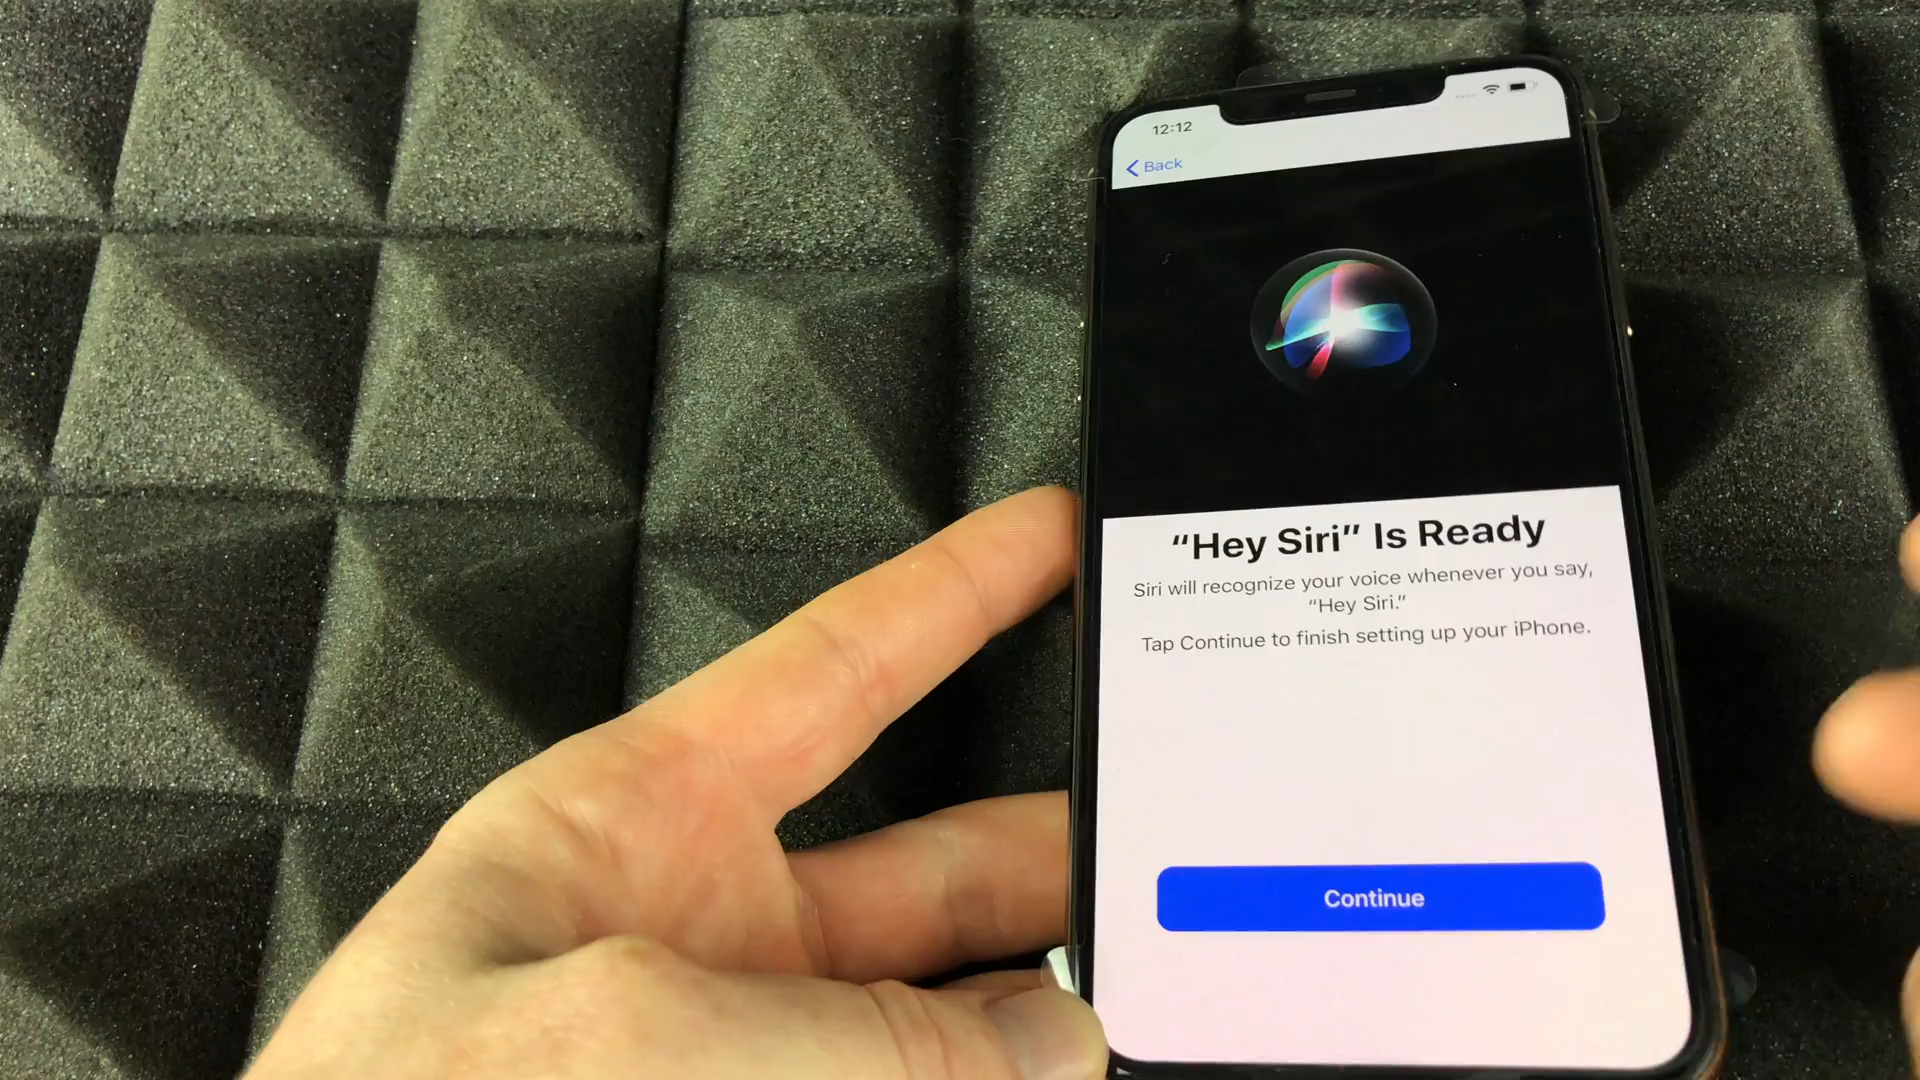 12:12
Back
“Hey Siri” Is Ready
Siri will recognize your voice whenever you say,
“Hey Siri.”
Tap Continue to finish setting up your iPhone.
Continue